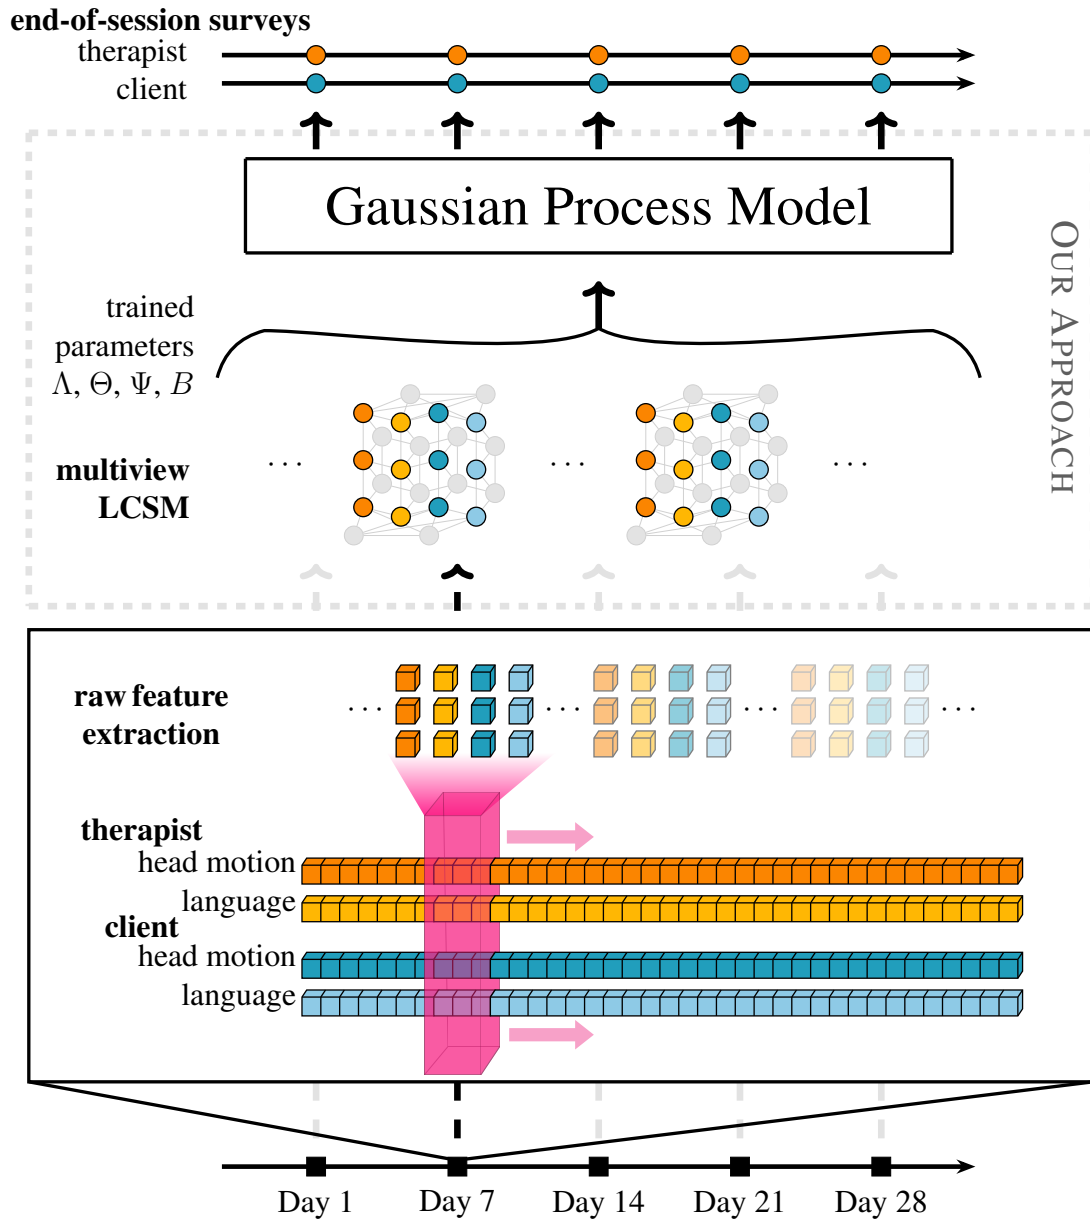 end-of-session surveys
therapist
client
Gaussian Process Model
OUR APPROACH
trained
parameters
Λ, Θ, Ψ, B
multiview
LCSM
...
...
...
raw feature
extraction
...
...
...
...
therapist
head motion
language
client
head motion
language
Day 1
Day 7
Day 14
Day 21
Day 28